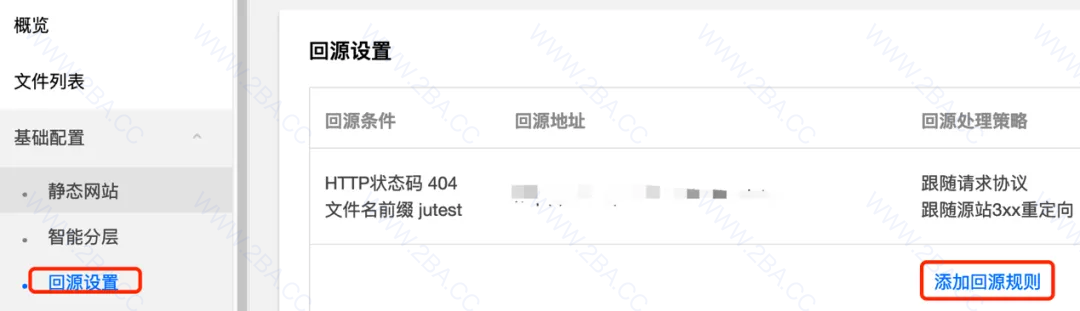 概览
文件列表
基础配置
静态网站
智能分层
回源设置
回源设置
回源条件 回源地址 回源处理策略
HTTP状态码 404 跟随请求协议
文件名前缀 jutest 跟随源站3xx重定向
添加回源规则
WWW.2BA.CC